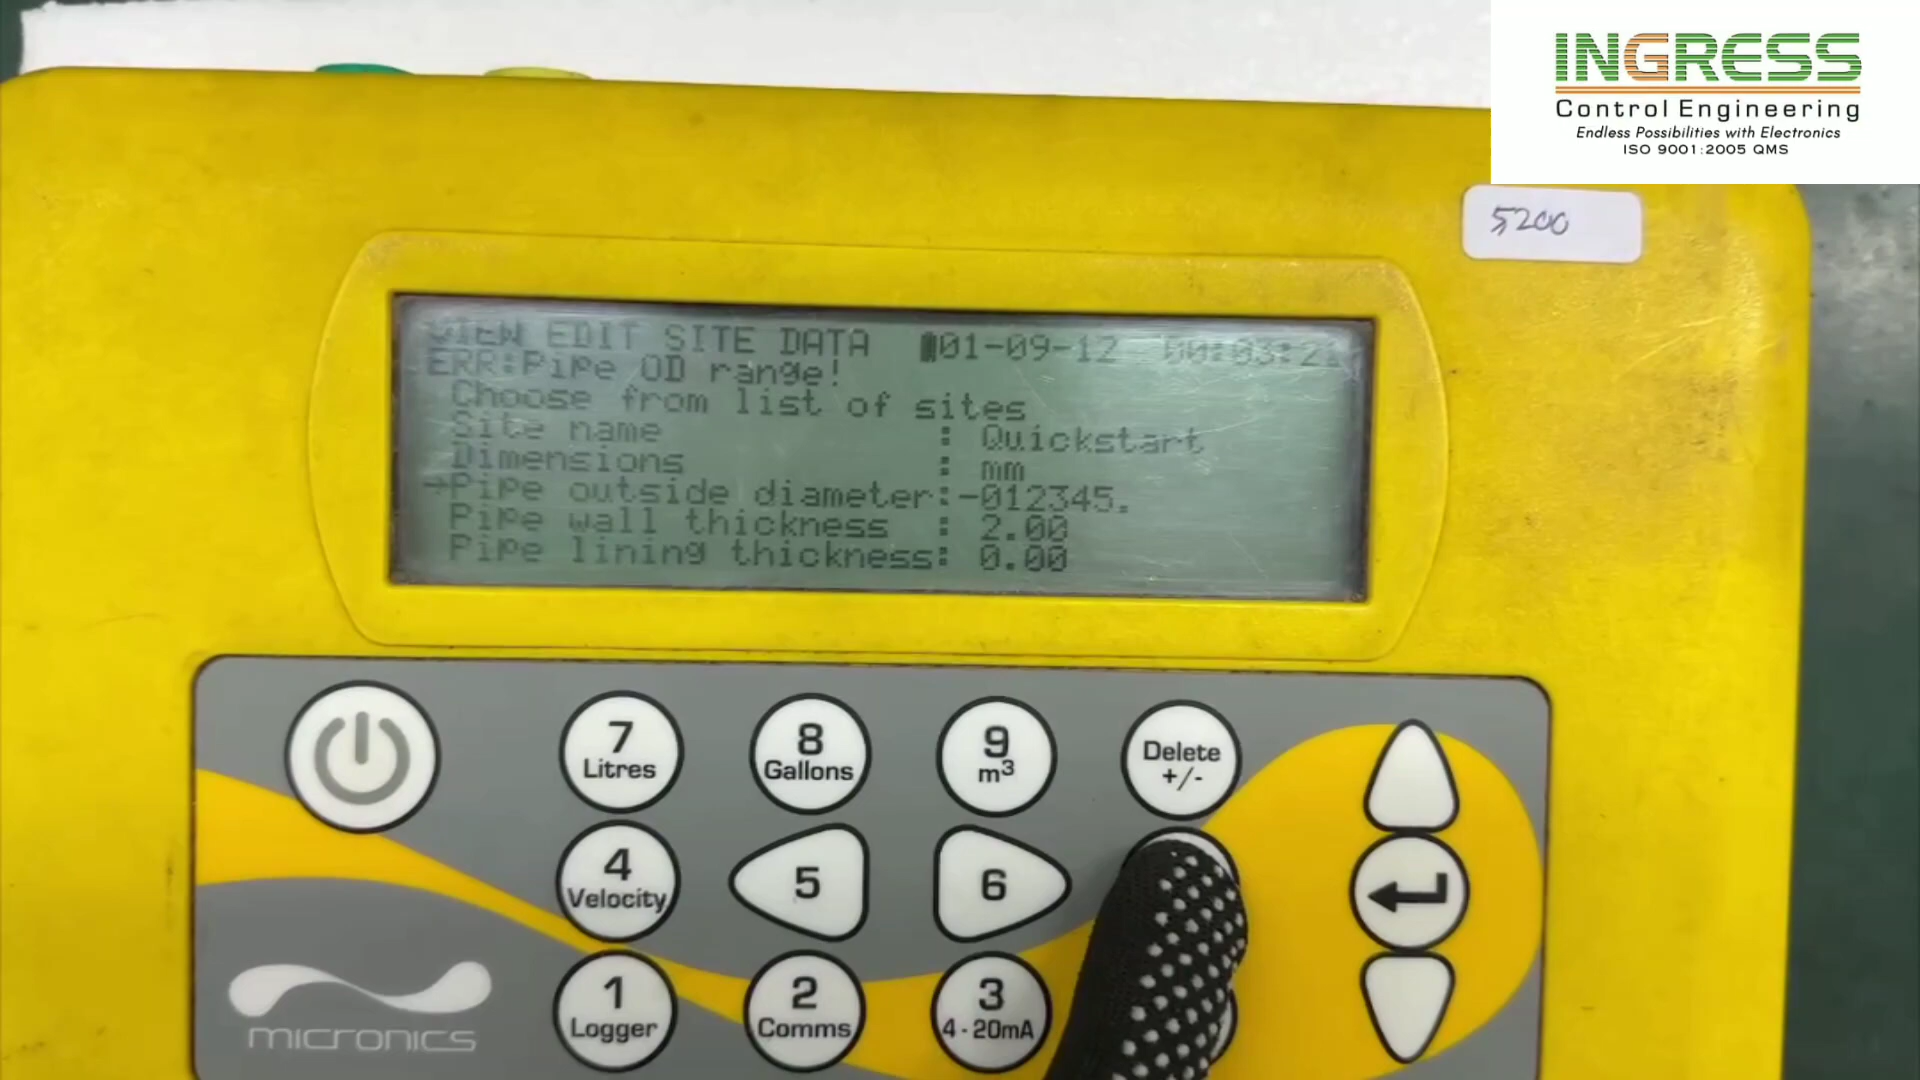 INGRESS
Control Engineering
Endless Possibilities with Electronics
ISO 9001:2005 QMS
5200
VIEW EDIT SITE DATA 01-09-12 00:03:21
ERR:Pipe OD range!
Choose from list of sites
Site name : Quickstart
Dimensions : mm
→Pipe outside diameter:-012345.
Pipe wall thickness : 2.00
Pipe lining thickness: 0.00
7
Litres
8
Gallons
9
m³
Delete
+/-
4
Velocity
5
6
1
Logger
2
Comms
3
4-20mA
micronics